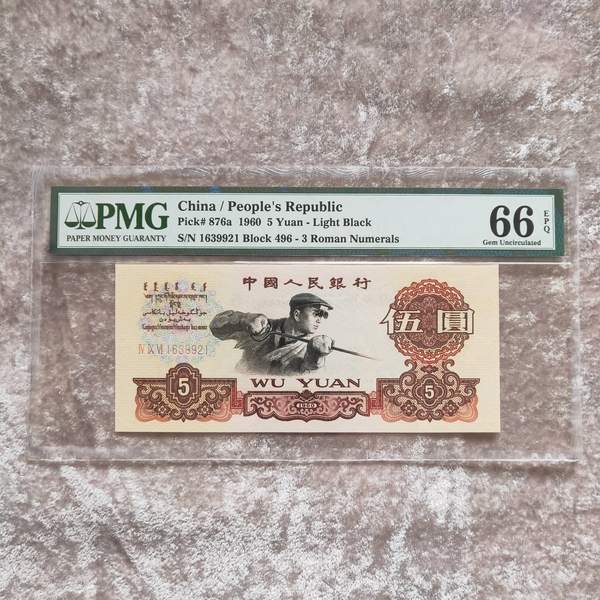 PMG
PAPER MONEY GUARANTY
China / People's Republic
Pick# 876a 1960 5 Yuan - Light Black
S/N 1639921 Block 496 - 3 Roman Numerals
66 EPQ
Gem Uncirculated
中國人民銀行
IV IX VI 1639921
伍圓
5
WU YUAN
5
1960